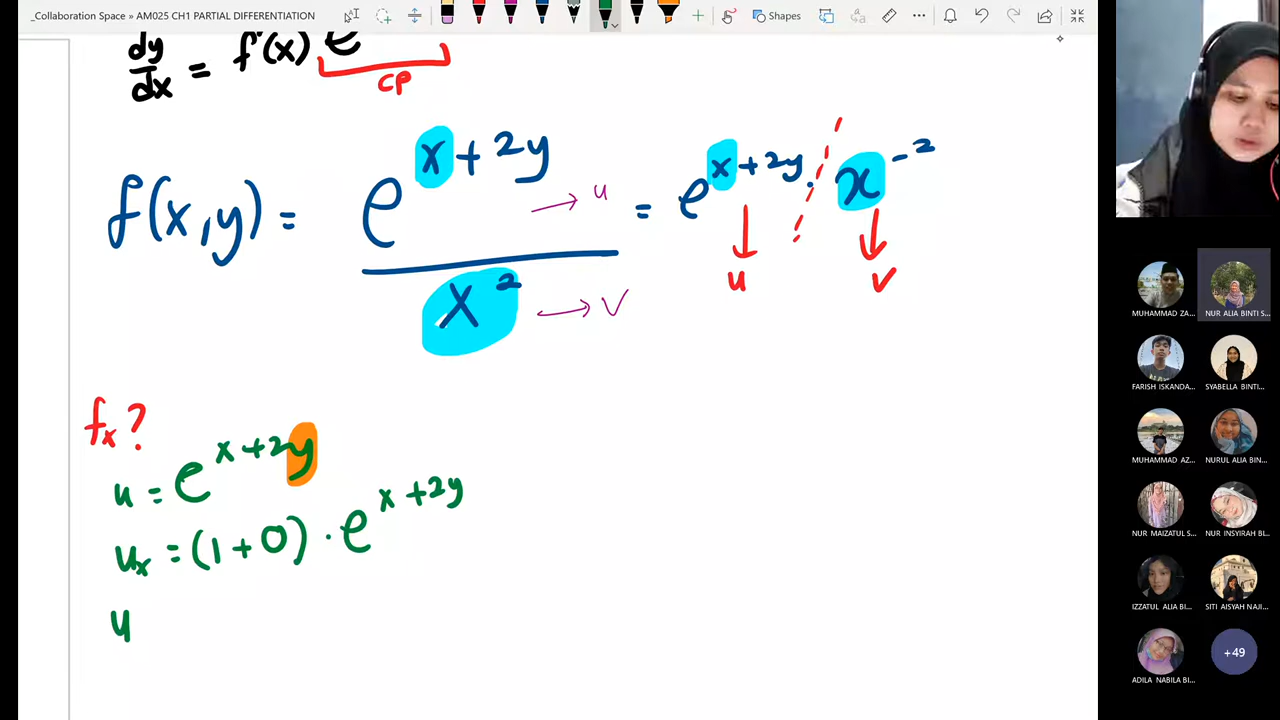 _Collaboration Space » AM025 CH1 PARTIAL DIFFERENTIATION
Shapes
dy/dx = f'(x) e
CP
f(x,y) = e^(x+2y) / x^2 = e^(x+2y) · x^-2
→ u
→ V
u
v
fx?
u = e^(x+2y)
ux = (1+0) · e^(x+2y)
u
MUHAMMAD ZA...
NUR ALIA BINTI S...
FARISH ISKANDA...
SYABELLA BINTI...
MUHAMMAD AZ...
NURUL ALIA BIN...
NUR MAIZATUL S...
NUR INSYIRAH BI...
IZZATUL ALIA BI...
SITI AISYAH NAJI...
ADILA NABILA BI...
+49